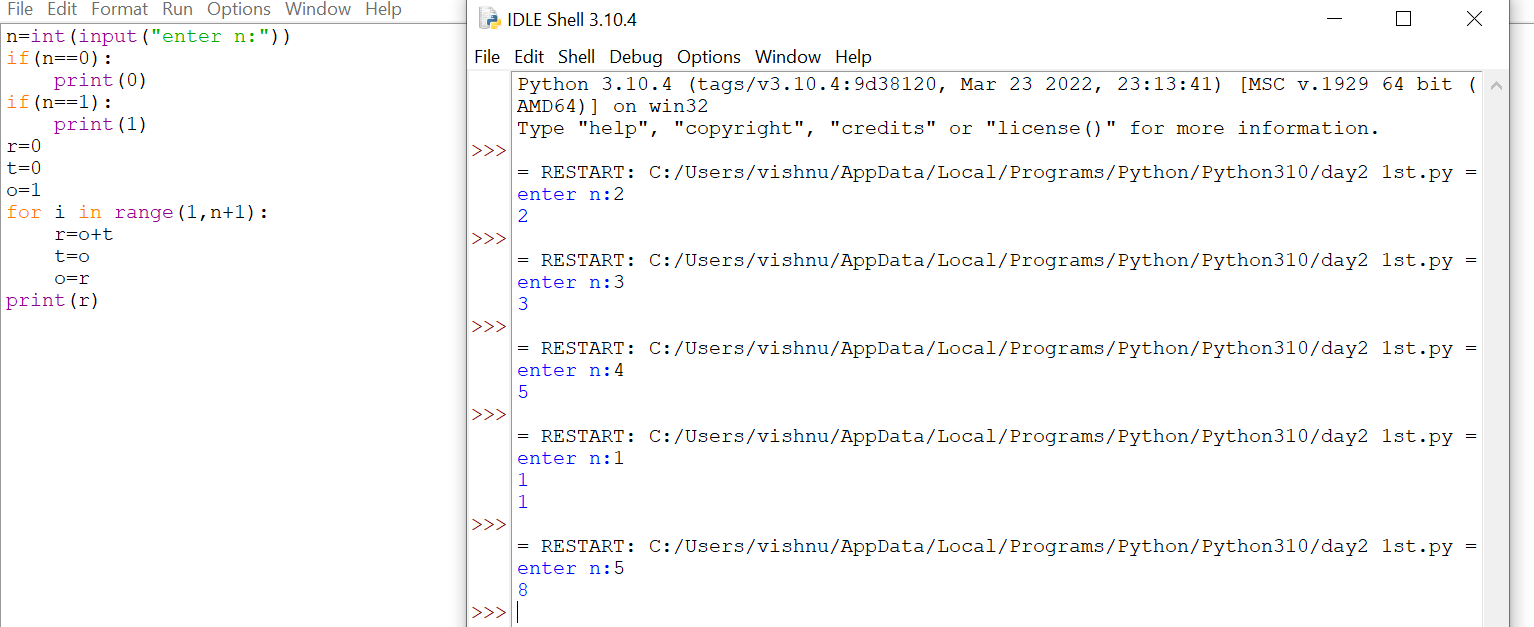 File Edit Format Run Options Window Help
n=int(input("enter n:"))
if(n==0):
    print(0)
if(n==1):
    print(1)
r=0
t=0
o=1
for i in range(1,n+1):
    r=o+t
    t=o
    o=r
print(r)
IDLE Shell 3.10.4
File Edit Shell Debug Options Window Help
Python 3.10.4 (tags/v3.10.4:9d38120, Mar 23 2022, 23:13:41) [MSC v.1929 64 bit (
AMD64)] on win32
Type "help", "copyright", "credits" or "license()" for more information.
>>>
= RESTART: C:/Users/vishnu/AppData/Local/Programs/Python/Python310/day2 1st.py =
enter n:2
2
>>>
= RESTART: C:/Users/vishnu/AppData/Local/Programs/Python/Python310/day2 1st.py =
enter n:3
3
>>>
= RESTART: C:/Users/vishnu/AppData/Local/Programs/Python/Python310/day2 1st.py =
enter n:4
5
>>>
= RESTART: C:/Users/vishnu/AppData/Local/Programs/Python/Python310/day2 1st.py =
enter n:1
1
1
>>>
= RESTART: C:/Users/vishnu/AppData/Local/Programs/Python/Python310/day2 1st.py =
enter n:5
8
>>>